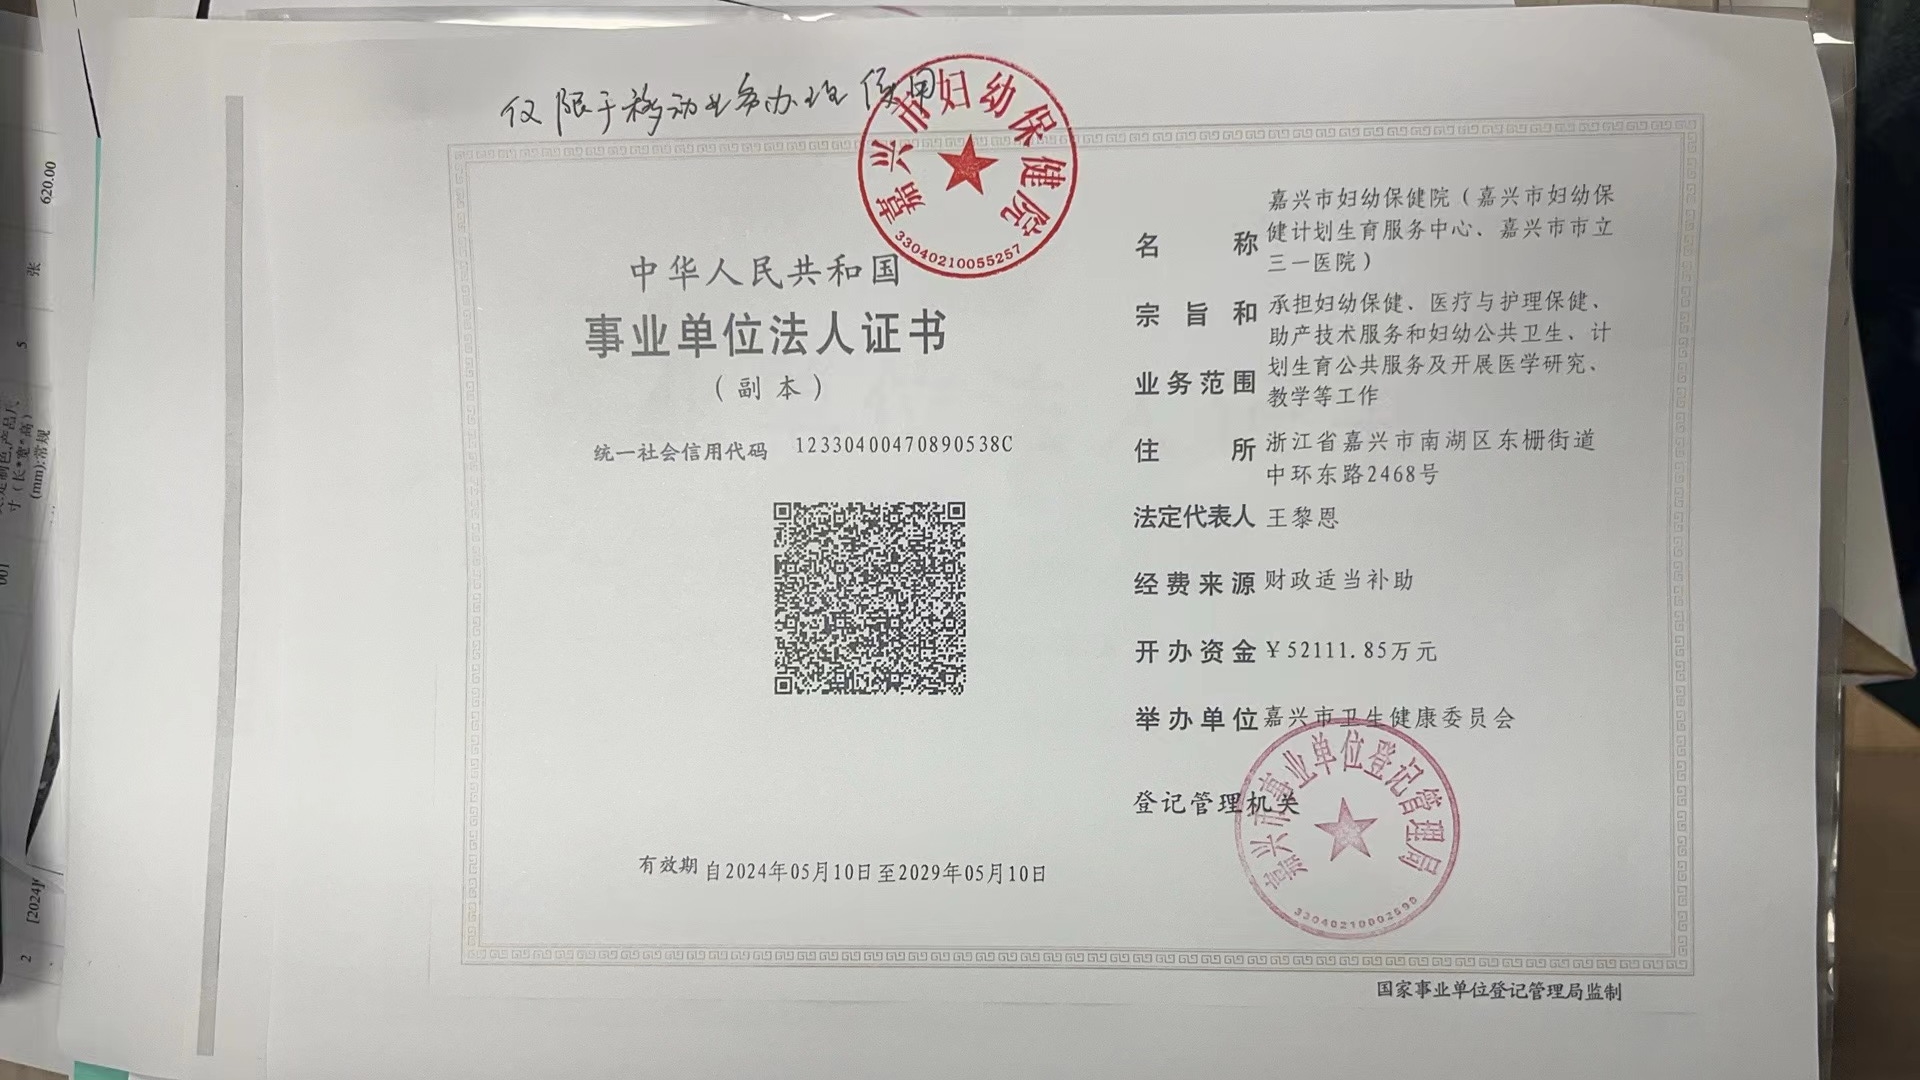 仅限于移动业务办理使用
嘉兴市妇幼保健院
33040210055257
中华人民共和国
事业单位法人证书
（副本）
统一社会信用代码 12330400470890538C
有效期 自2024年05月10日至2029年05月10日
名称 嘉兴市妇幼保健院（嘉兴市妇幼保
健计划生育服务中心、嘉兴市市立
三一医院）
宗旨和 承担妇幼保健、医疗与护理保健、
助产技术服务和妇幼公共卫生、计
业务范围 划生育公共服务及开展医学研究、
教学等工作
住所 浙江省嘉兴市南湖区东栅街道
中环东路2468号
法定代表人 王黎恩
经费来源 财政适当补助
开办资金 ￥52111.85万元
举办单位 嘉兴市卫生健康委员会
登记管理机关
嘉兴市事业单位登记管理局
33040210002590
国家事业单位登记管理局监制
620.00
张
5
寸（长*宽*高）
(mm):常规
001
[2024]
2